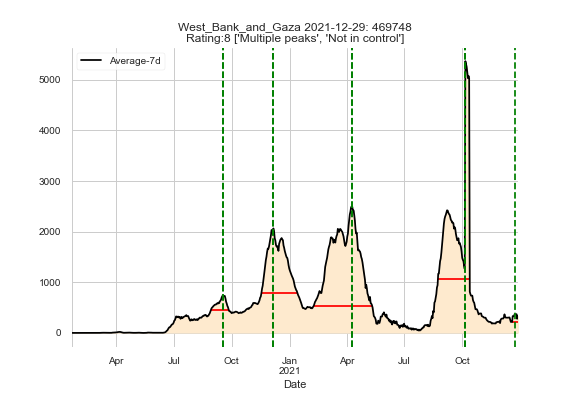 West_Bank_and_Gaza 2021-12-29: 469748
Rating:8 ['Multiple peaks', 'Not in control']
Average-7d
5000
4000
3000
2000
1000
0
Apr Jul Oct Jan Apr Jul Oct
2021
Date